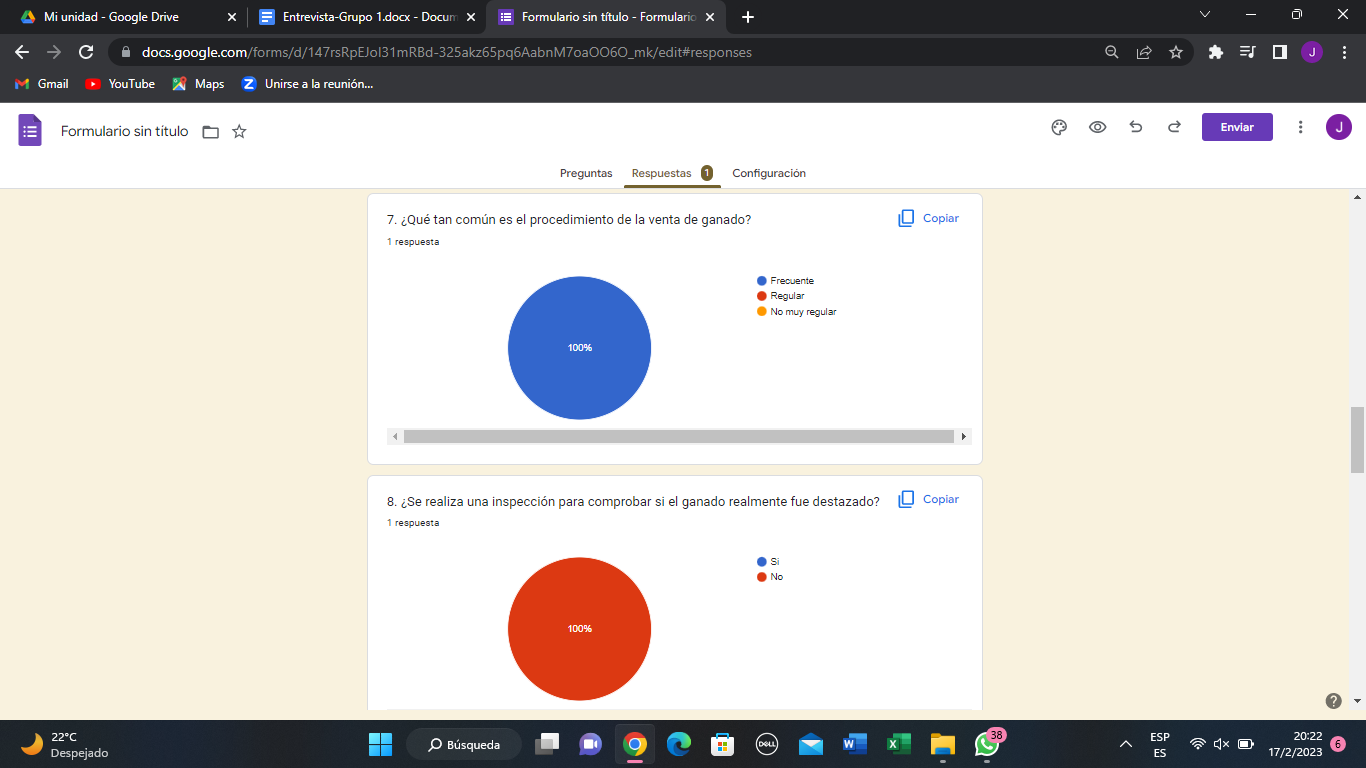 Mi unidad - Google Drive
Entrevista-Grupo 1.docx - Docum
Formulario sin título - Formulario
docs.google.com/forms/d/147rsRpEJoI31mRBd-325akz65pq6AabnM7oaOO6O_mk/edit#responses
J
Gmail
YouTube
Maps
Unirse a la reunión...
Formulario sin título
Enviar
J
Preguntas
Respuestas 1
Configuración
7. ¿Qué tan común es el procedimiento de la venta de ganado?
Copiar
1 respuesta
Frecuente
Regular
No muy regular
100%
8. ¿Se realiza una inspección para comprobar si el ganado realmente fue destazado?
Copiar
1 respuesta
Si
No
100%
22°C
Despejado
Búsqueda
DELL
38
ESP
ES
20:22
17/2/2023
6